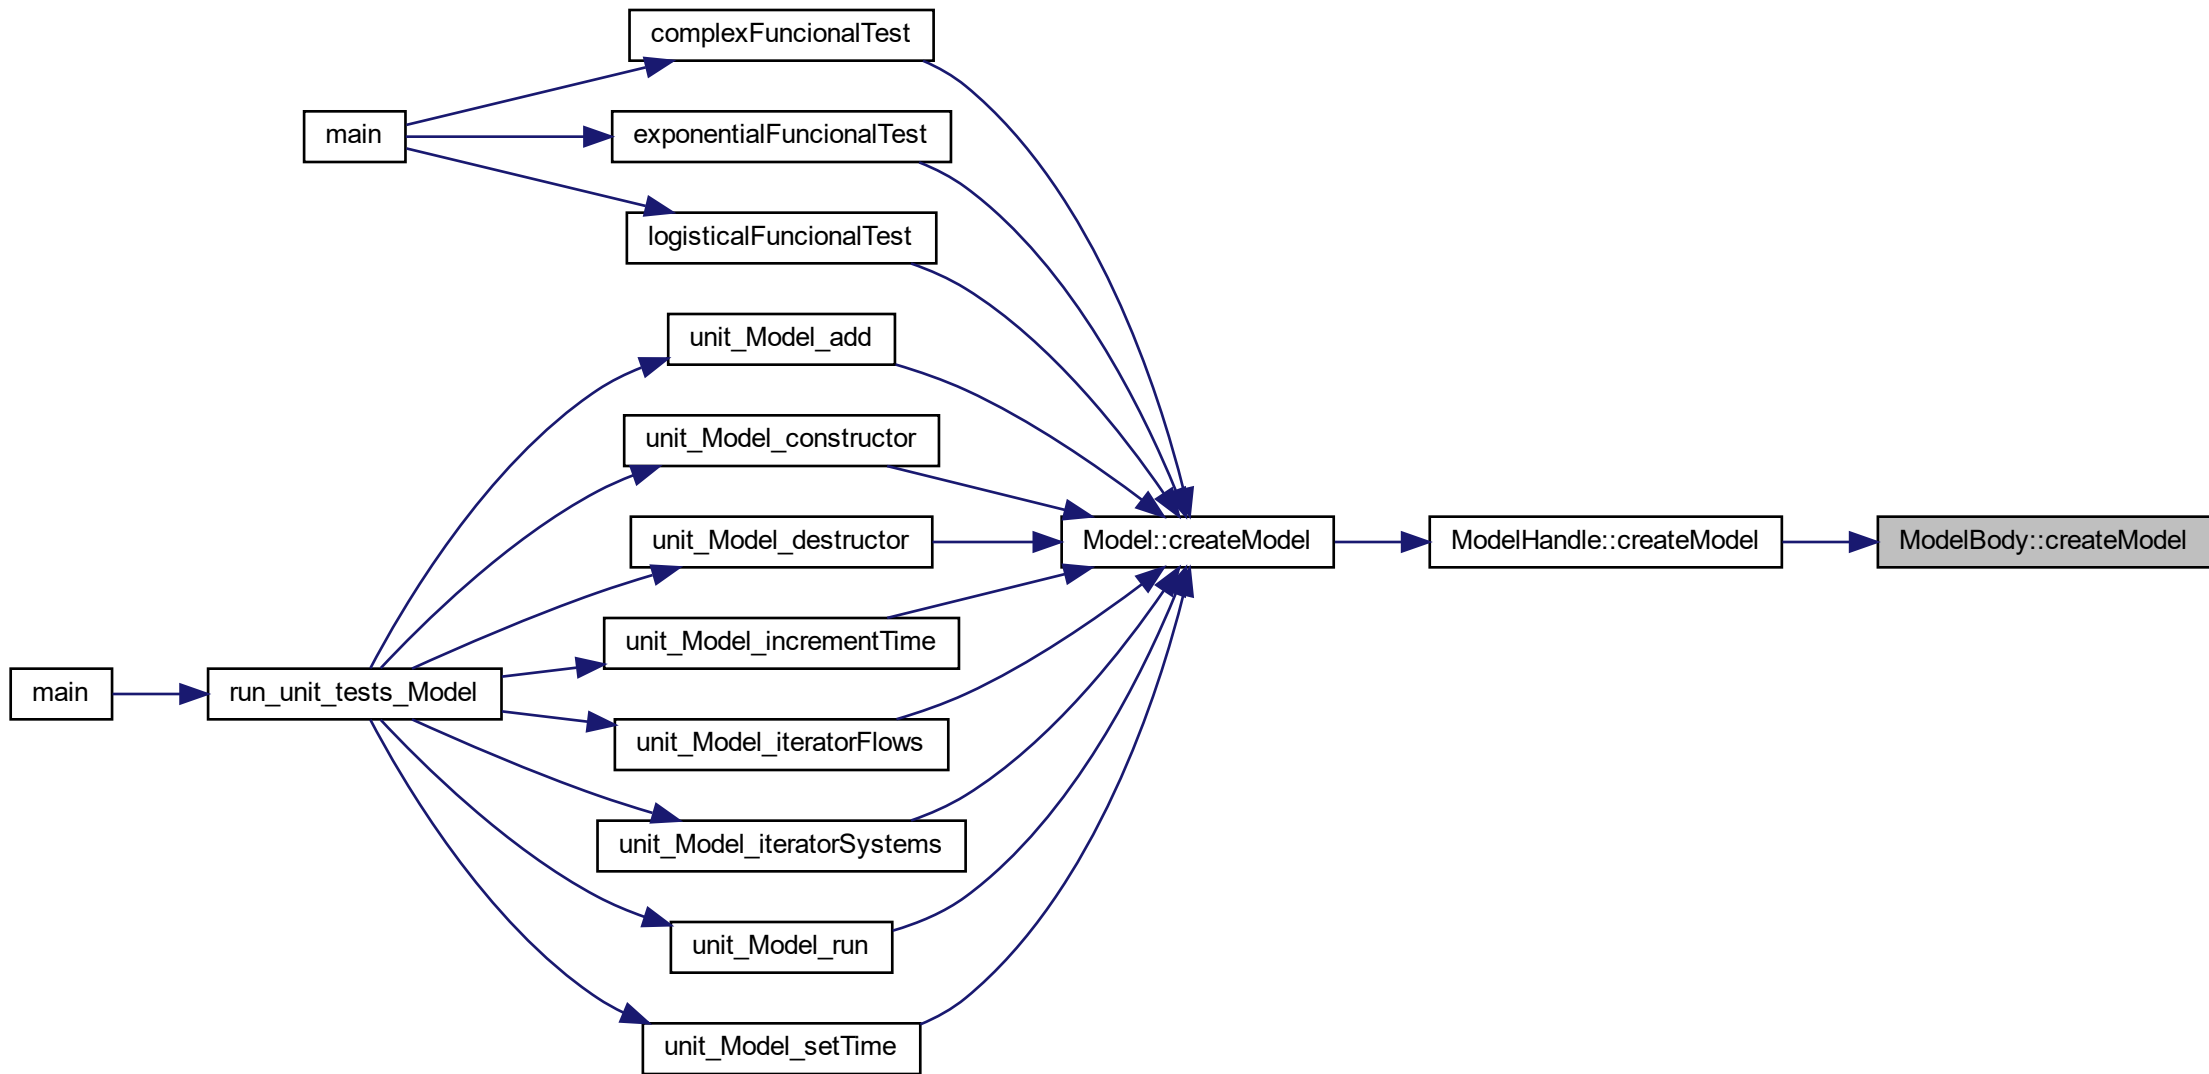 complexFuncionalTest
main
exponentialFuncionalTest
logisticalFuncionalTest
unit_Model_add
unit_Model_constructor
unit_Model_destructor
Model::createModel
ModelHandle::createModel
ModelBody::createModel
unit_Model_incrementTime
main
run_unit_tests_Model
unit_Model_iteratorFlows
unit_Model_iteratorSystems
unit_Model_run
unit_Model_setTime